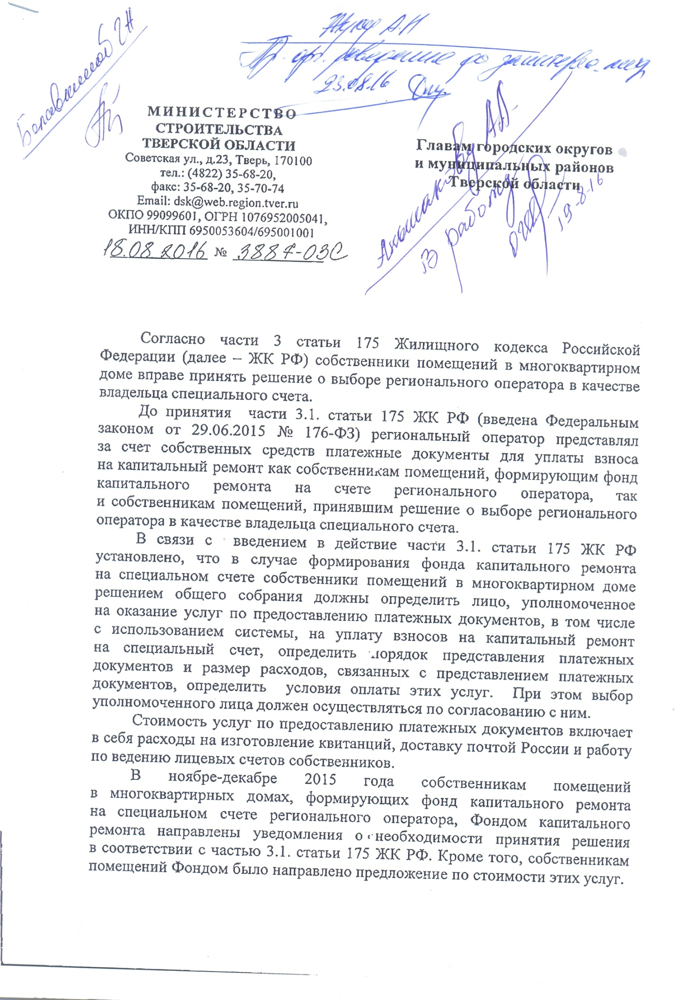 А.Н
23.08.16
МИНИСТЕРСТВО
СТРОИТЕЛЬСТВА
ТВЕРСКОЙ ОБЛАСТИ
Советская ул., д.23, Тверь, 170100
тел.: (4822) 35-68-20,
факс: 35-68-20, 35-70-74
Email: dsk@web.region.tver.ru
ОКПО 99099601, ОГРН 1076952005041,
ИНН/КПП 6950053604/695001001
18.08.2016 № 3887-03С
Главам городских округов
и муниципальных районов
Тверской области
В работу
19-8-16
Согласно части 3 статьи 175 Жилищного кодекса Российской
Федерации (далее – ЖК РФ) собственники помещений в многоквартирном
доме вправе принять решение о выборе регионального оператора в качестве
владельца специального счета.
До принятия части 3.1. статьи 175 ЖК РФ (введена Федеральным
законом от 29.06.2015 № 176-ФЗ) региональный оператор представлял
за счет собственных средств платежные документы для уплаты взноса
на капитальный ремонт как собственникам помещений, формирующим фонд
капитального ремонта на счете регионального оператора, так
и собственникам помещений, принявшим решение о выборе регионального
оператора в качестве владельца специального счета.
В связи с введением в действие части 3.1. статьи 175 ЖК РФ
установлено, что в случае формирования фонда капитального ремонта
на специальном счете собственники помещений в многоквартирном доме
решением общего собрания должны определить лицо, уполномоченное
на оказание услуг по предоставлению платежных документов, в том числе
с использованием системы, на уплату взносов на капитальный ремонт
на специальный счет, определить порядок представления платежных
документов и размер расходов, связанных с представлением платежных
документов, определить условия оплаты этих услуг. При этом выбор
уполномоченного лица должен осуществляться по согласованию с ним.
Стоимость услуг по предоставлению платежных документов включает
в себя расходы на изготовление квитанций, доставку почтой России и работу
по ведению лицевых счетов собственников.
В ноябре-декабре 2015 года собственникам помещений
в многоквартирных домах, формирующих фонд капитального ремонта
на специальном счете регионального оператора, Фондом капитального
ремонта направлены уведомления о необходимости принятия решения
в соответствии с частью 3.1. статьи 175 ЖК РФ. Кроме того, собственникам
помещений Фондом было направлено предложение по стоимости этих услуг.